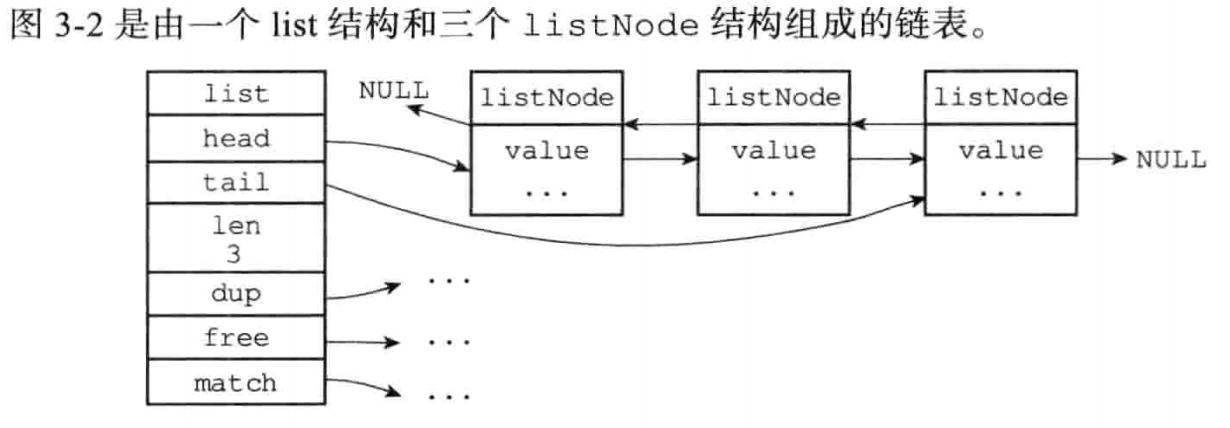 图 3-2 是由一个 list 结构和三个 listNode 结构组成的链表。
list
head
tail
len
3
dup
free
match
NULL
listNode
value
...
listNode
value
...
listNode
value
...
NULL
...
...
...